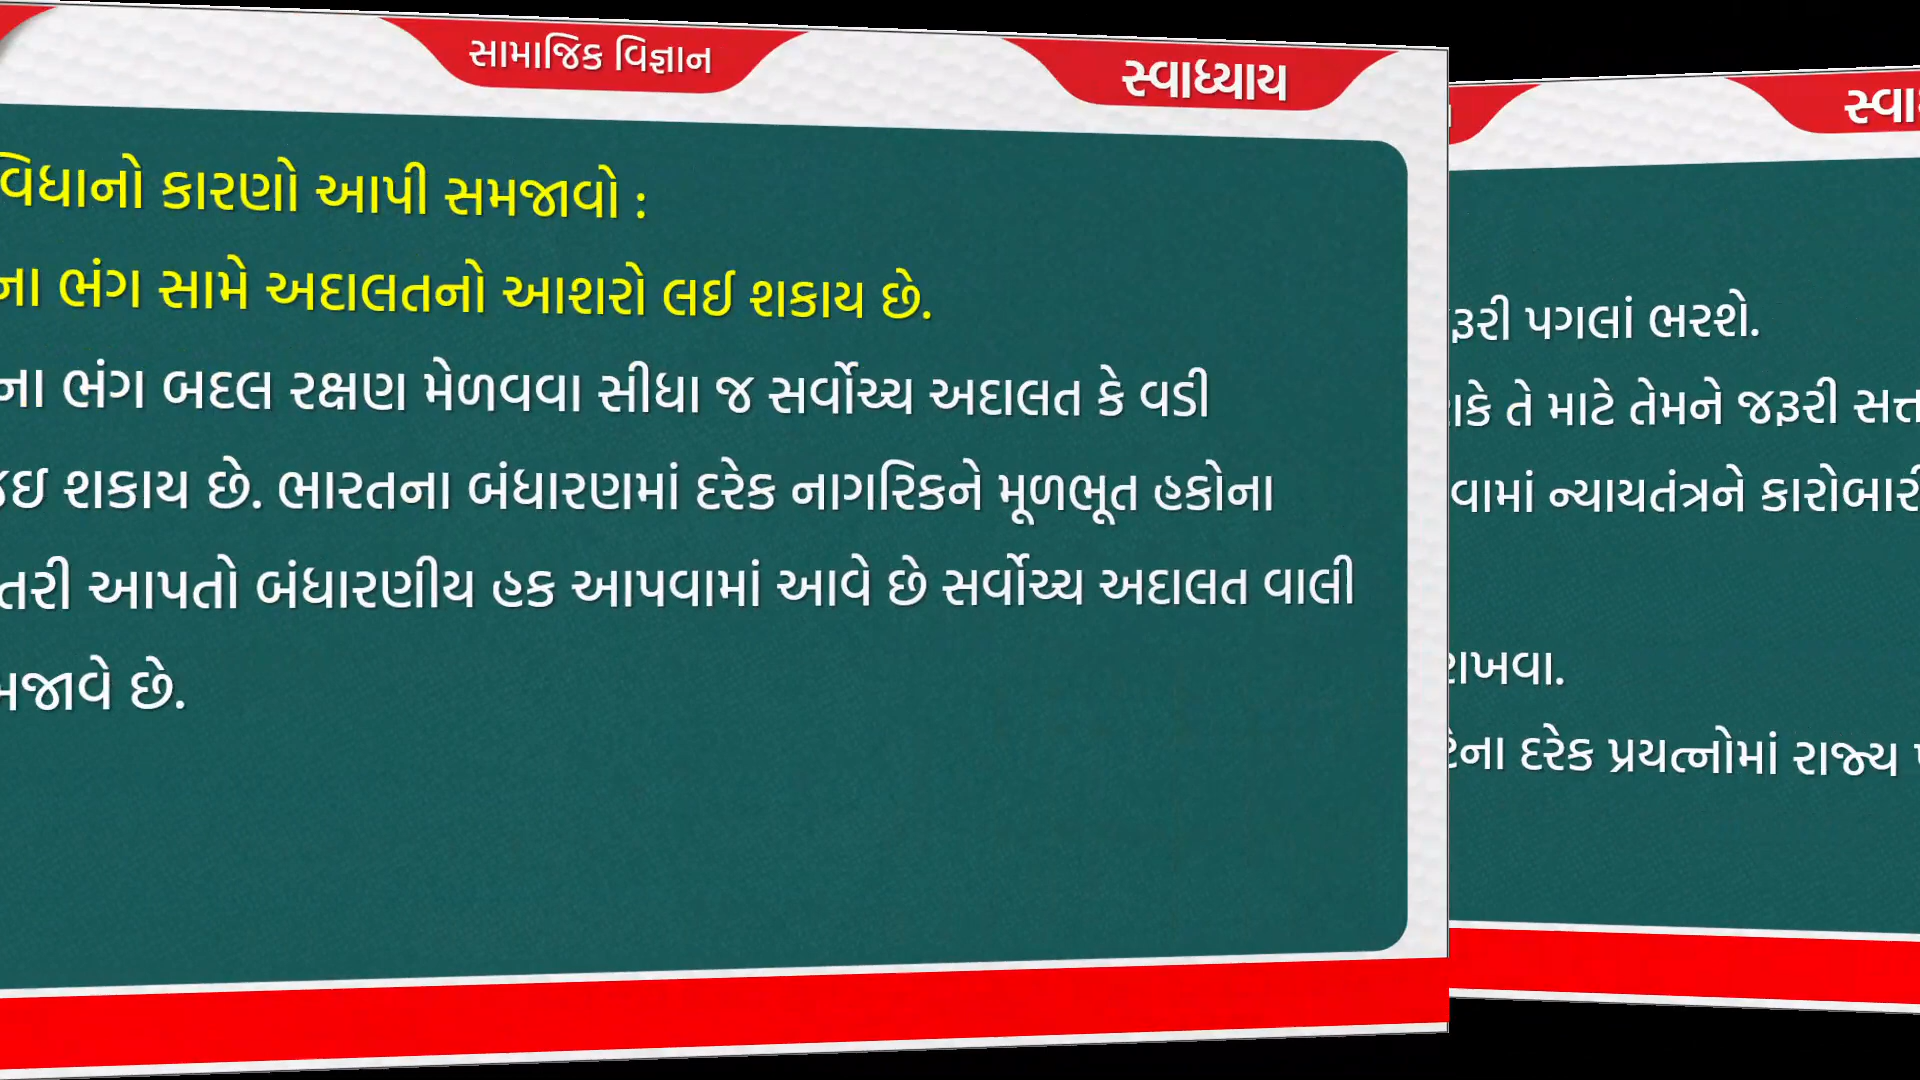 સામાજિક વિજ્ઞાન
સ્વાધ્યાય
વિધાનો કારણો આપી સમજાવો :
ના ભંગ સામે અદાલતનો આશરો લઈ શકાય છે.
ના ભંગ બદલ રક્ષણ મેળવવા સીધા જ સર્વોચ્ચ અદાલત કે વડી
શકાય છે. ભારતના બંધારણમાં દરેક નાગરિકને મૂળભૂત હકોના
તરી આપતો બંધારણીય હક આપવામાં આવે છે સર્વોચ્ચ અદાલત વાલી
છે.
પગલાં ભરશે.
તે માટે તેમને જરૂરી
વામાં ન્યાયતંત્રને
દરેક પ્રયત્નોમાં રાજ્ય